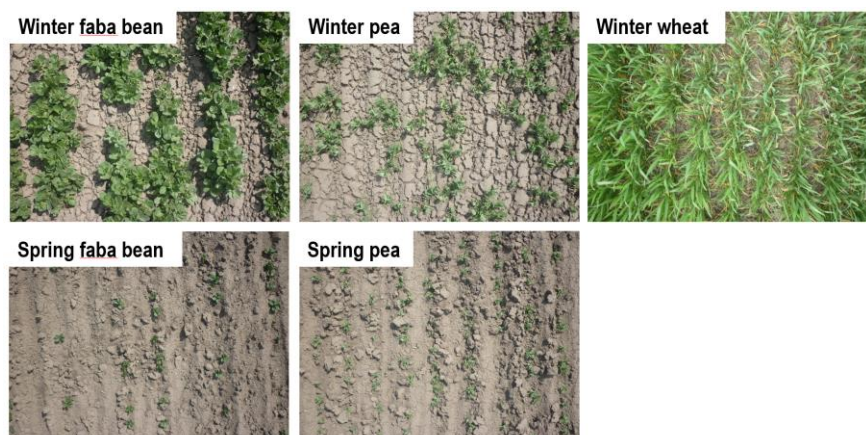 Winter faba bean
Winter pea
Winter wheat
Spring faba bean
Spring pea